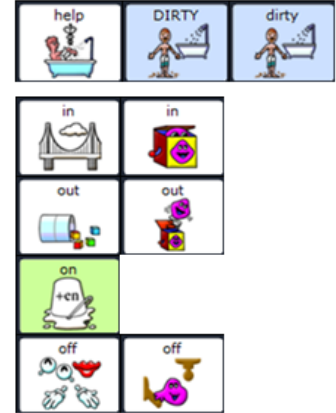 help DIRTY dirty
in in
out out
on
+en
off off